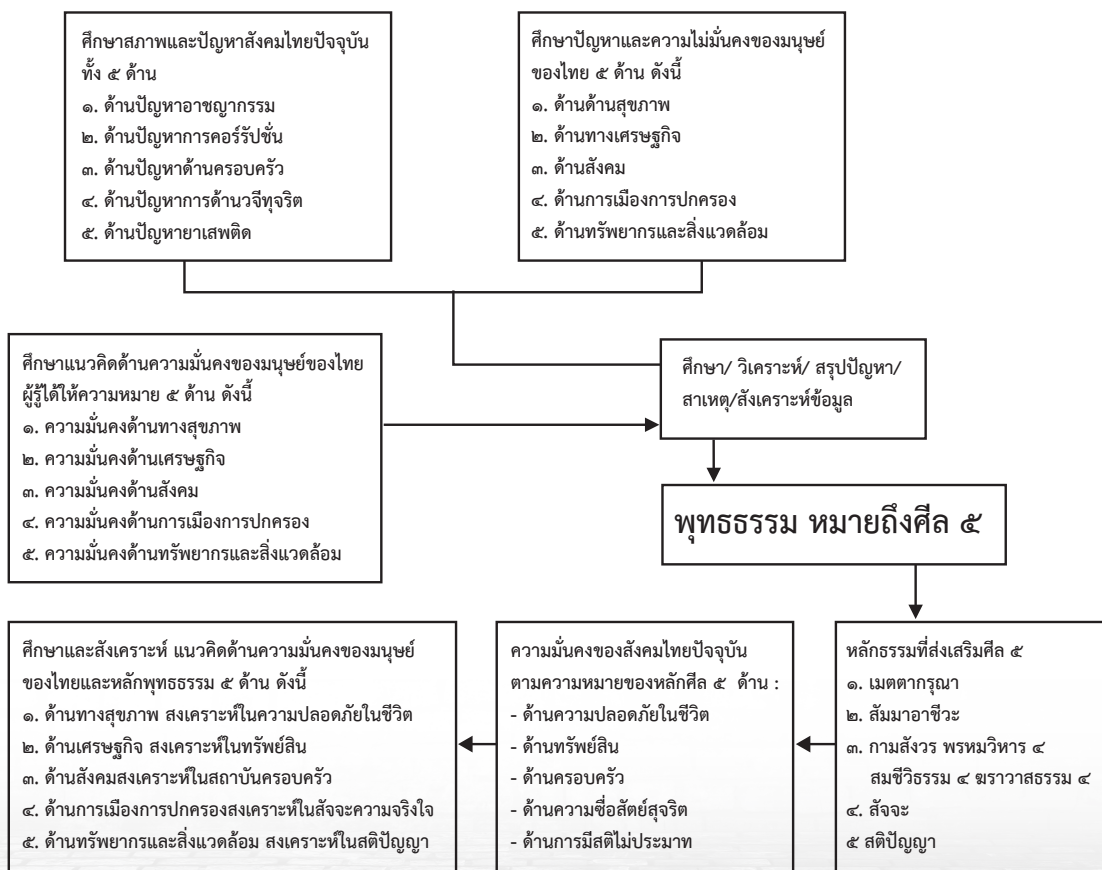 ศึกษาสภาพและปัญหาสังคมไทยปัจจุบัน
ทั้ง ๕ ด้าน
๑. ด้านปัญหาอาชญากรรม
๒. ด้านปัญหาการคอร์รัปชั่น
๓. ด้านปัญหาด้านครอบครัว
๔. ด้านปัญหาการด้านวจีทุจริต
๕. ด้านปัญหายาเสพติด
ศึกษาปัญหาและความไม่มั่นคงของมนุษย์
ของไทย ๕ ด้าน ดังนี้
๑. ด้านด้านสุขภาพ
๒. ด้านทางเศรษฐกิจ
๓. ด้านสังคม
๔. ด้านการเมืองการปกครอง
๕. ด้านทรัพยากรและสิ่งแวดล้อม
ศึกษาแนวคิดด้านความมั่นคงของมนุษย์ของไทย
ผู้รู้ได้ให้ความหมาย ๕ ด้าน ดังนี้
๑. ความมั่นคงด้านทางสุขภาพ
๒. ความมั่นคงด้านเศรษฐกิจ
๓. ความมั่นคงด้านสังคม
๔. ความมั่นคงด้านการเมืองการปกครอง
๕. ความมั่นคงด้านทรัพยากรและสิ่งแวดล้อม
ศึกษา/ วิเคราะห์/ สรุปปัญหา/
สาเหตุ/สังเคราะห์ข้อมูล
พุทธธรรม หมายถึงศีล ๕
หลักธรรมที่ส่งเสริมศีล ๕
๑. เมตตากรุณา
๒. สัมมาอาชีวะ
๓. กามสังวร พรหมวิหาร ๔
สมชีวิธรรม ๔ ฆราวาสธรรม ๔
๔. สัจจะ
๕ สติปัญญา
ความมั่นคงของสังคมไทยปัจจุบัน
ตามความหมายของหลักศีล ๕ ด้าน :
- ด้านความปลอดภัยในชีวิต
- ด้านทรัพย์สิน
- ด้านครอบครัว
- ด้านความซื่อสัตย์สุจริต
- ด้านการมีสติไม่ประมาท
ศึกษาและสังเคราะห์ แนวคิดด้านความมั่นคงของมนุษย์
ของไทยและหลักพุทธธรรม ๕ ด้าน ดังนี้
๑. ด้านทางสุขภาพ สงเคราะห์ในความปลอดภัยในชีวิต
๒. ด้านเศรษฐกิจ สงเคราะห์ในทรัพย์สิน
๓. ด้านสังคมสงเคราะห์ในสถาบันครอบครัว
๔. ด้านการเมืองการปกครองสงเคราะห์ในสัจจะความจริงใจ
๕. ด้านทรัพยากรและสิ่งแวดล้อม สงเคราะห์ในสติปัญญา